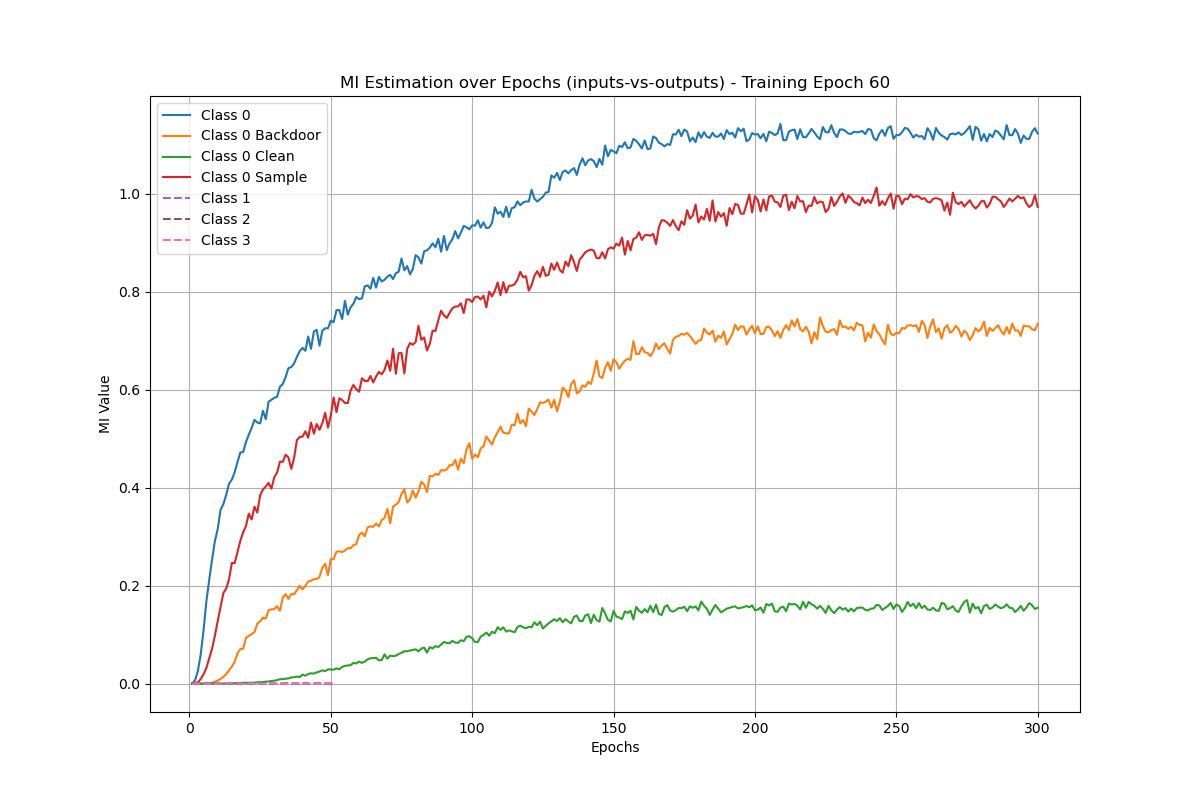 MI Estimation over Epochs (inputs-vs-outputs) - Training Epoch 60
Class 0
Class 0 Backdoor
Class 0 Clean
Class 0 Sample
Class 1
Class 2
Class 3
MI Value
1.0
0.8
0.6
0.4
0.2
0.0
0 50 100 150 200 250 300
Epochs